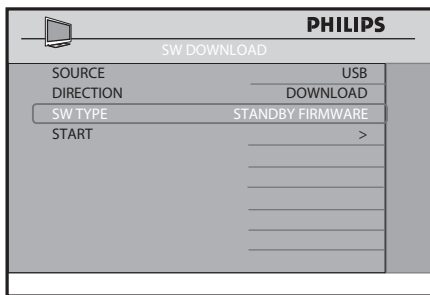 PHILIPS
SW DOWNLOAD
SOURCE USB
DIRECTION DOWNLOAD
SW TYPE STANDBY FIRMWARE
START >